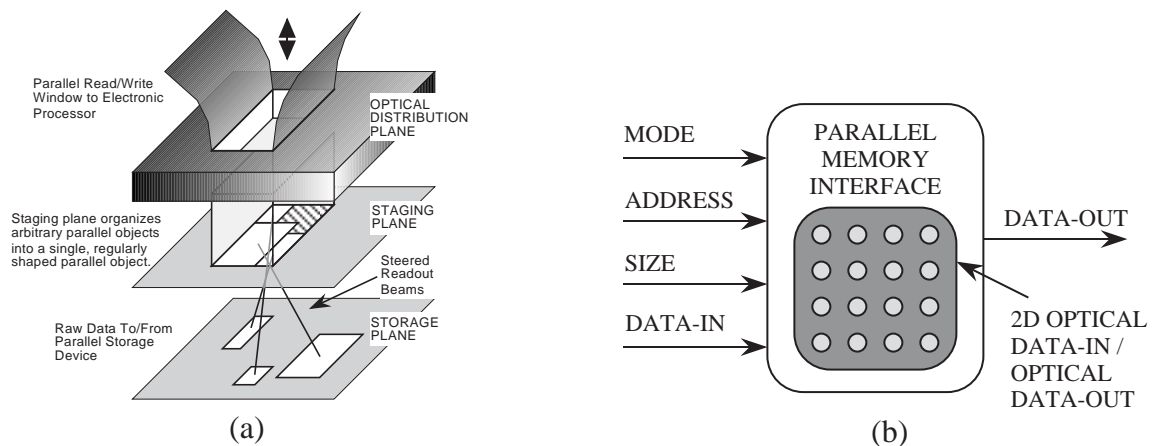 Parallel Read/Write
Window to Electronic
Processor
OPTICAL
DISTRIBUTION
PLANE
Staging plane organizes
arbitrary parallel objects
into a single, regularly
shaped parallel object.
STAGING
PLANE
Steered
Readout
Beams
Raw Data To/From
Parallel Storage
Device
STORAGE
PLANE
(a)
MODE
ADDRESS
SIZE
DATA-IN
PARALLEL
MEMORY
INTERFACE
DATA-OUT
2D OPTICAL
DATA-IN /
OPTICAL
DATA-OUT
(b)